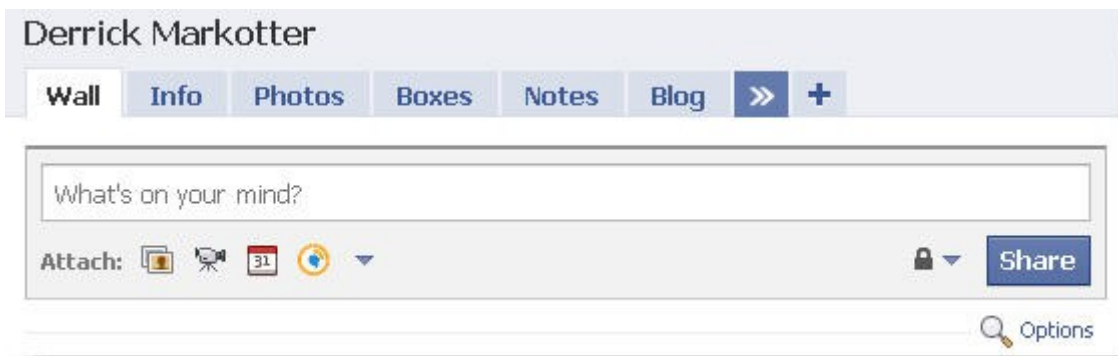 Derrick Markotter
Wall Info Photos Boxes Notes Blog » +
What's on your mind?
Attach: 31 Share
Options